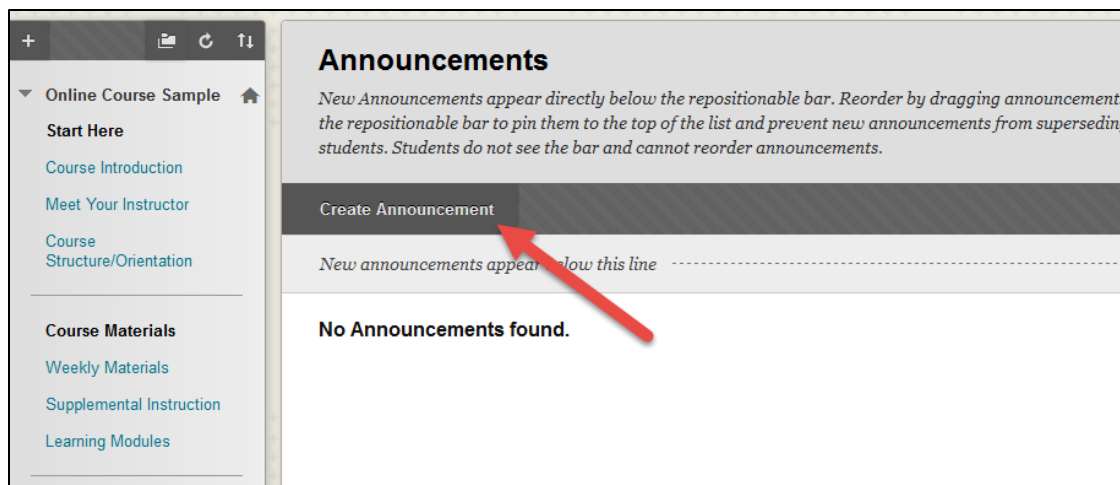 Online Course Sample
Start Here
Course Introduction
Meet Your Instructor
Course
Structure/Orientation
Course Materials
Weekly Materials
Supplemental Instruction
Learning Modules
Announcements
New Announcements appear directly below the repositionable bar. Reorder by dragging announcement
the repositionable bar to pin them to the top of the list and prevent new announcements from supersedin
students. Students do not see the bar and cannot reorder announcements.
Create Announcement
New announcements appear below this line
No Announcements found.